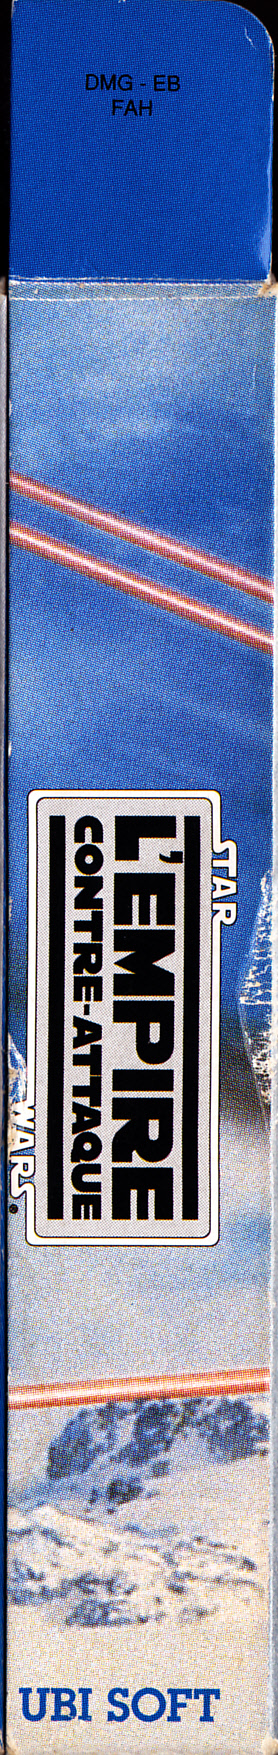 DMG - EB
FAH
STAR
L'EMPIRE
CONTRE-ATTAQUE
WARS®
UBI SOFT